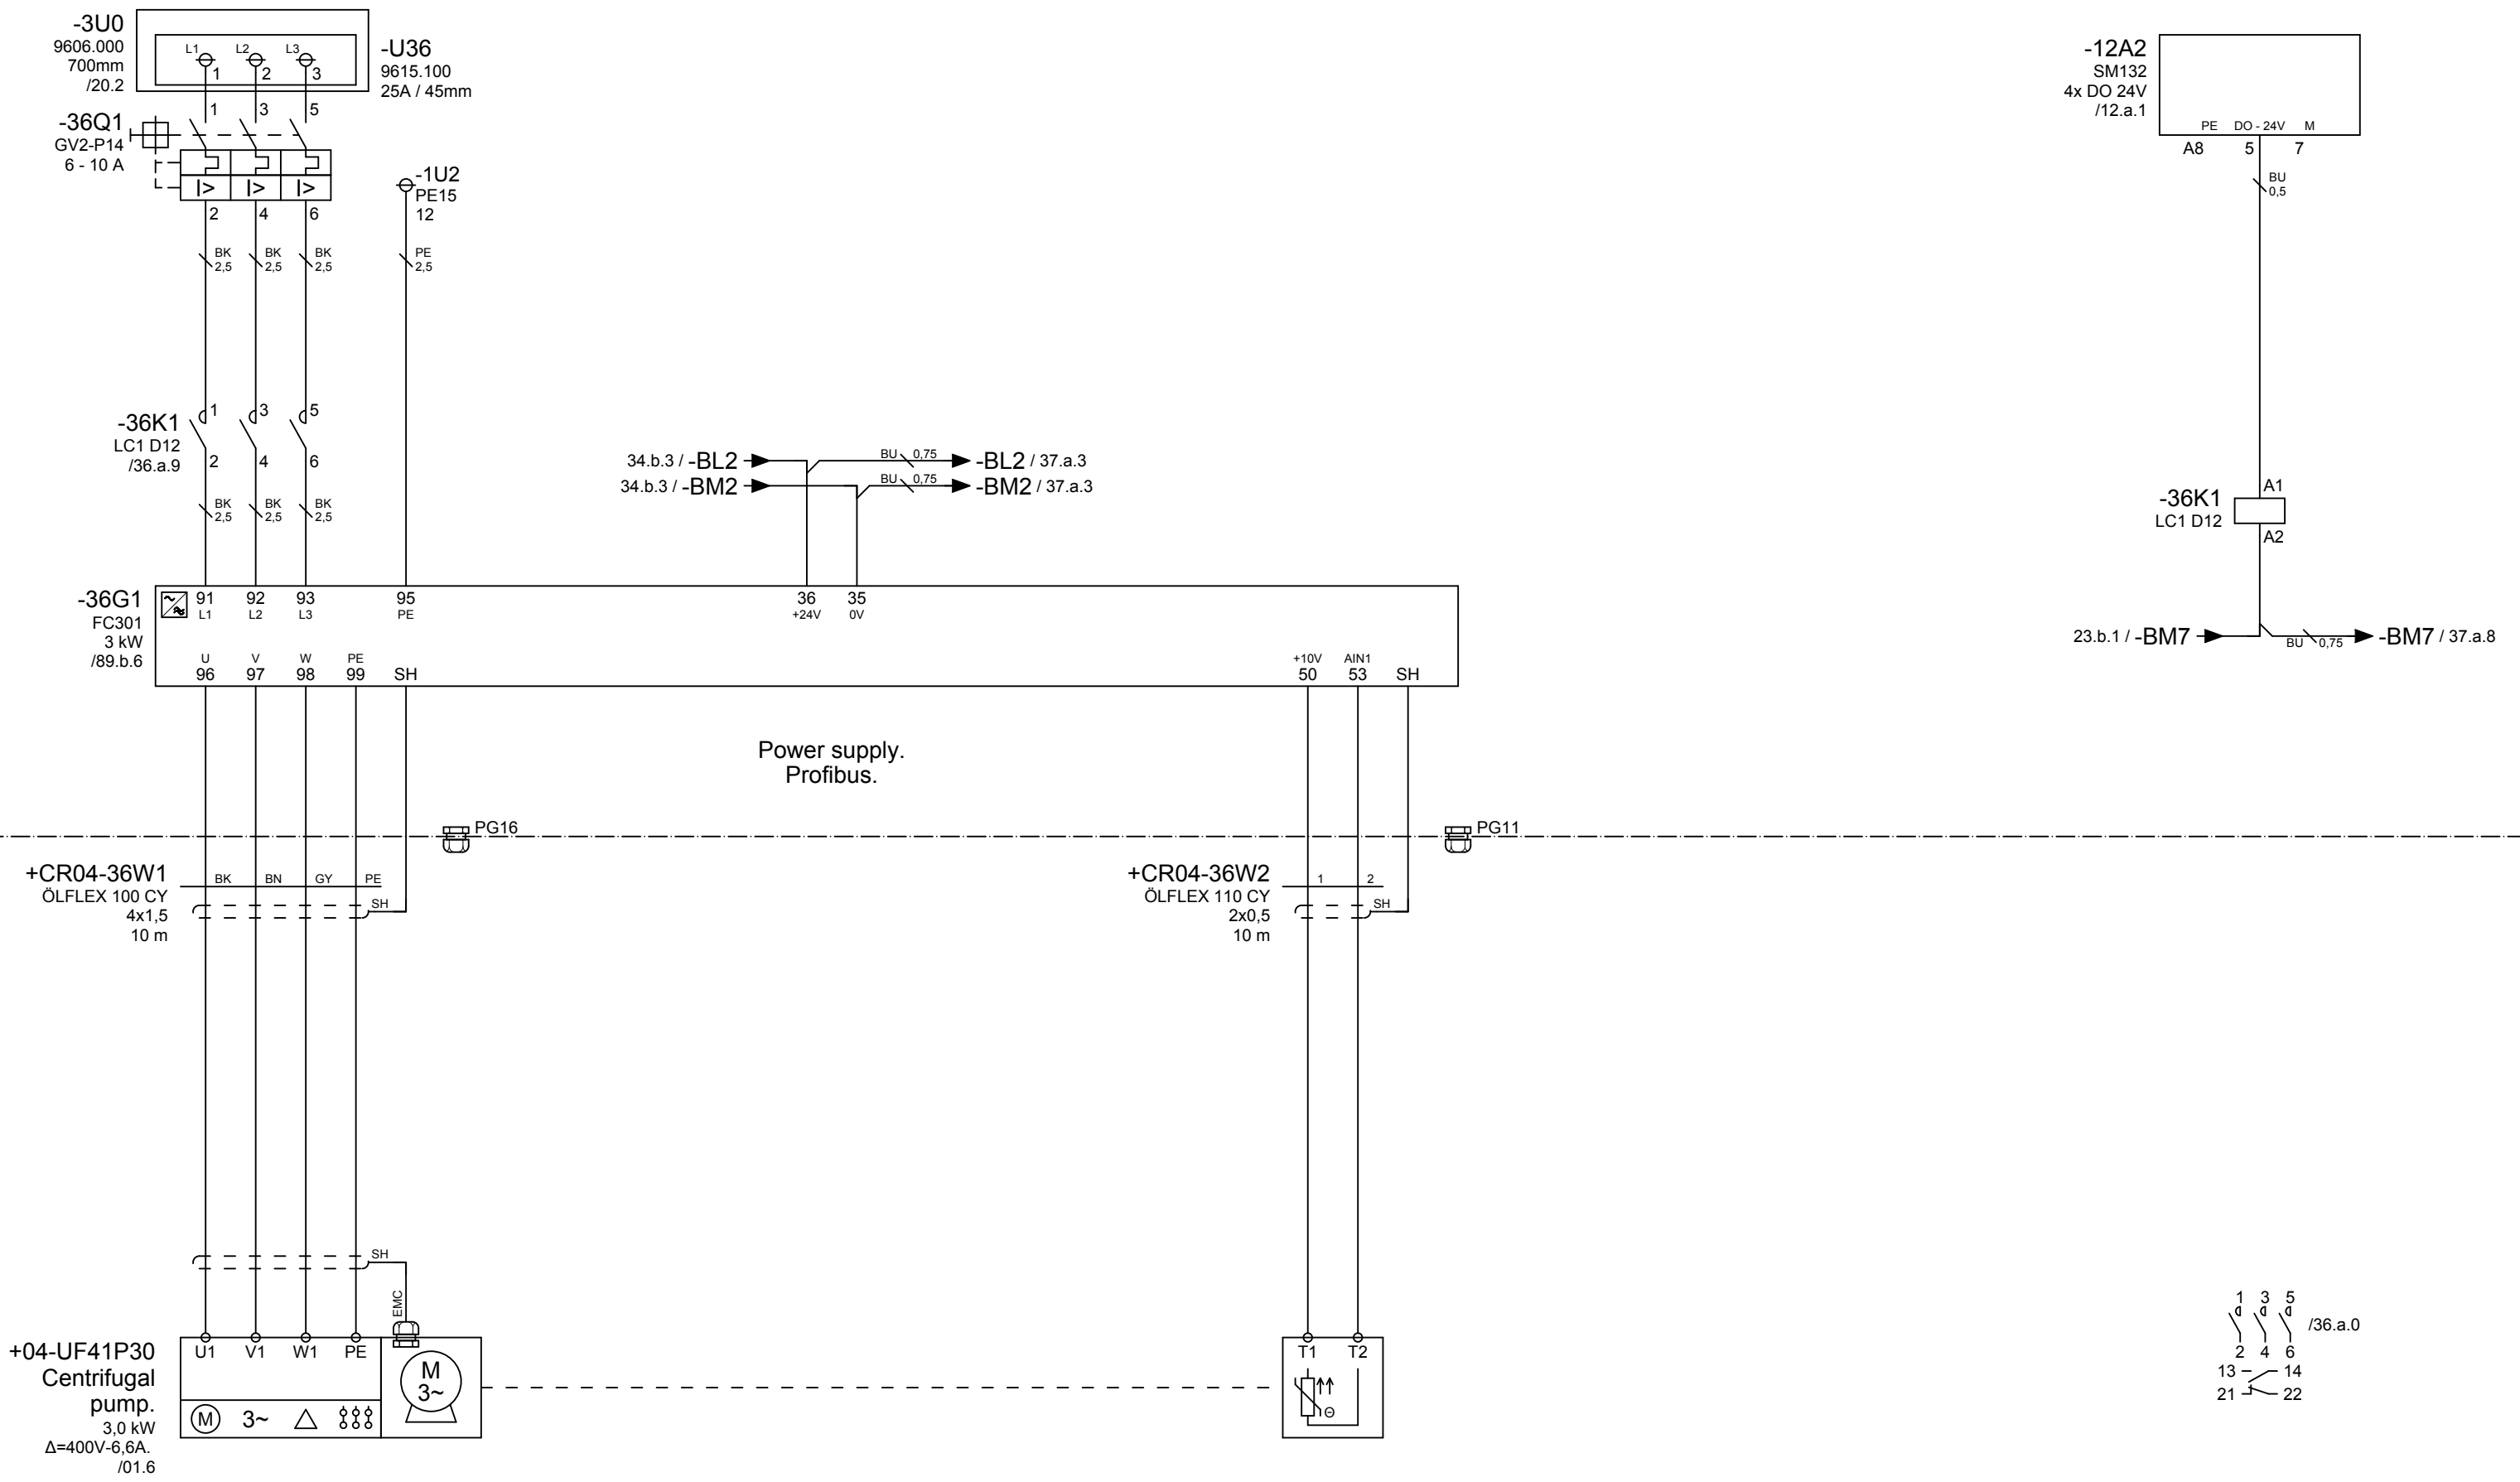 -3U0
9606.000
700mm
/20.2
L1 L2 L3
1 2 3
-U36
9615.100
25A / 45mm
1 3 5
-36Q1
GV2-P14
6 - 10 A
I> I> I>
2 4 6
-1U2
PE15
12
BK BK BK PE
2,5 2,5 2,5 2,5
-36K1
LC1 D12
/36.a.9
1 3 5
2 4 6
BK BK BK
2,5 2,5 2,5
34.b.3 / -BL2 BU 0,75 -BL2 / 37.a.3
34.b.3 / -BM2 BU 0,75 -BM2 / 37.a.3
-36G1
FC301
3 kW
/89.b.6
91 92 93 95 36 35
L1 L2 L3 PE +24V 0V
U V W PE +10V AIN1
96 97 98 99 SH 50 53 SH
Power supply.
Profibus.
PG16
PG11
+CR04-36W1
ÖLFLEX 100 CY
4x1,5
10 m
BK BN GY PE
SH
+CR04-36W2
ÖLFLEX 110 CY
2x0,5
10 m
1 2
SH
SH
EMC
+04-UF41P30
Centrifugal
pump.
3,0 kW
Δ=400V-6,6A.
/01.6
U1 V1 W1 PE
M 3~
M
3~
T1 T2
Θ
-12A2
SM132
4x DO 24V
/12.a.1
PE DO - 24V M
A8 5 7
BU
0,5
-36K1
LC1 D12
A1
A2
23.b.1 / -BM7 BU 0,75 -BM7 / 37.a.8
1 3 5
/36.a.0
2 4 6
13 14
21 22